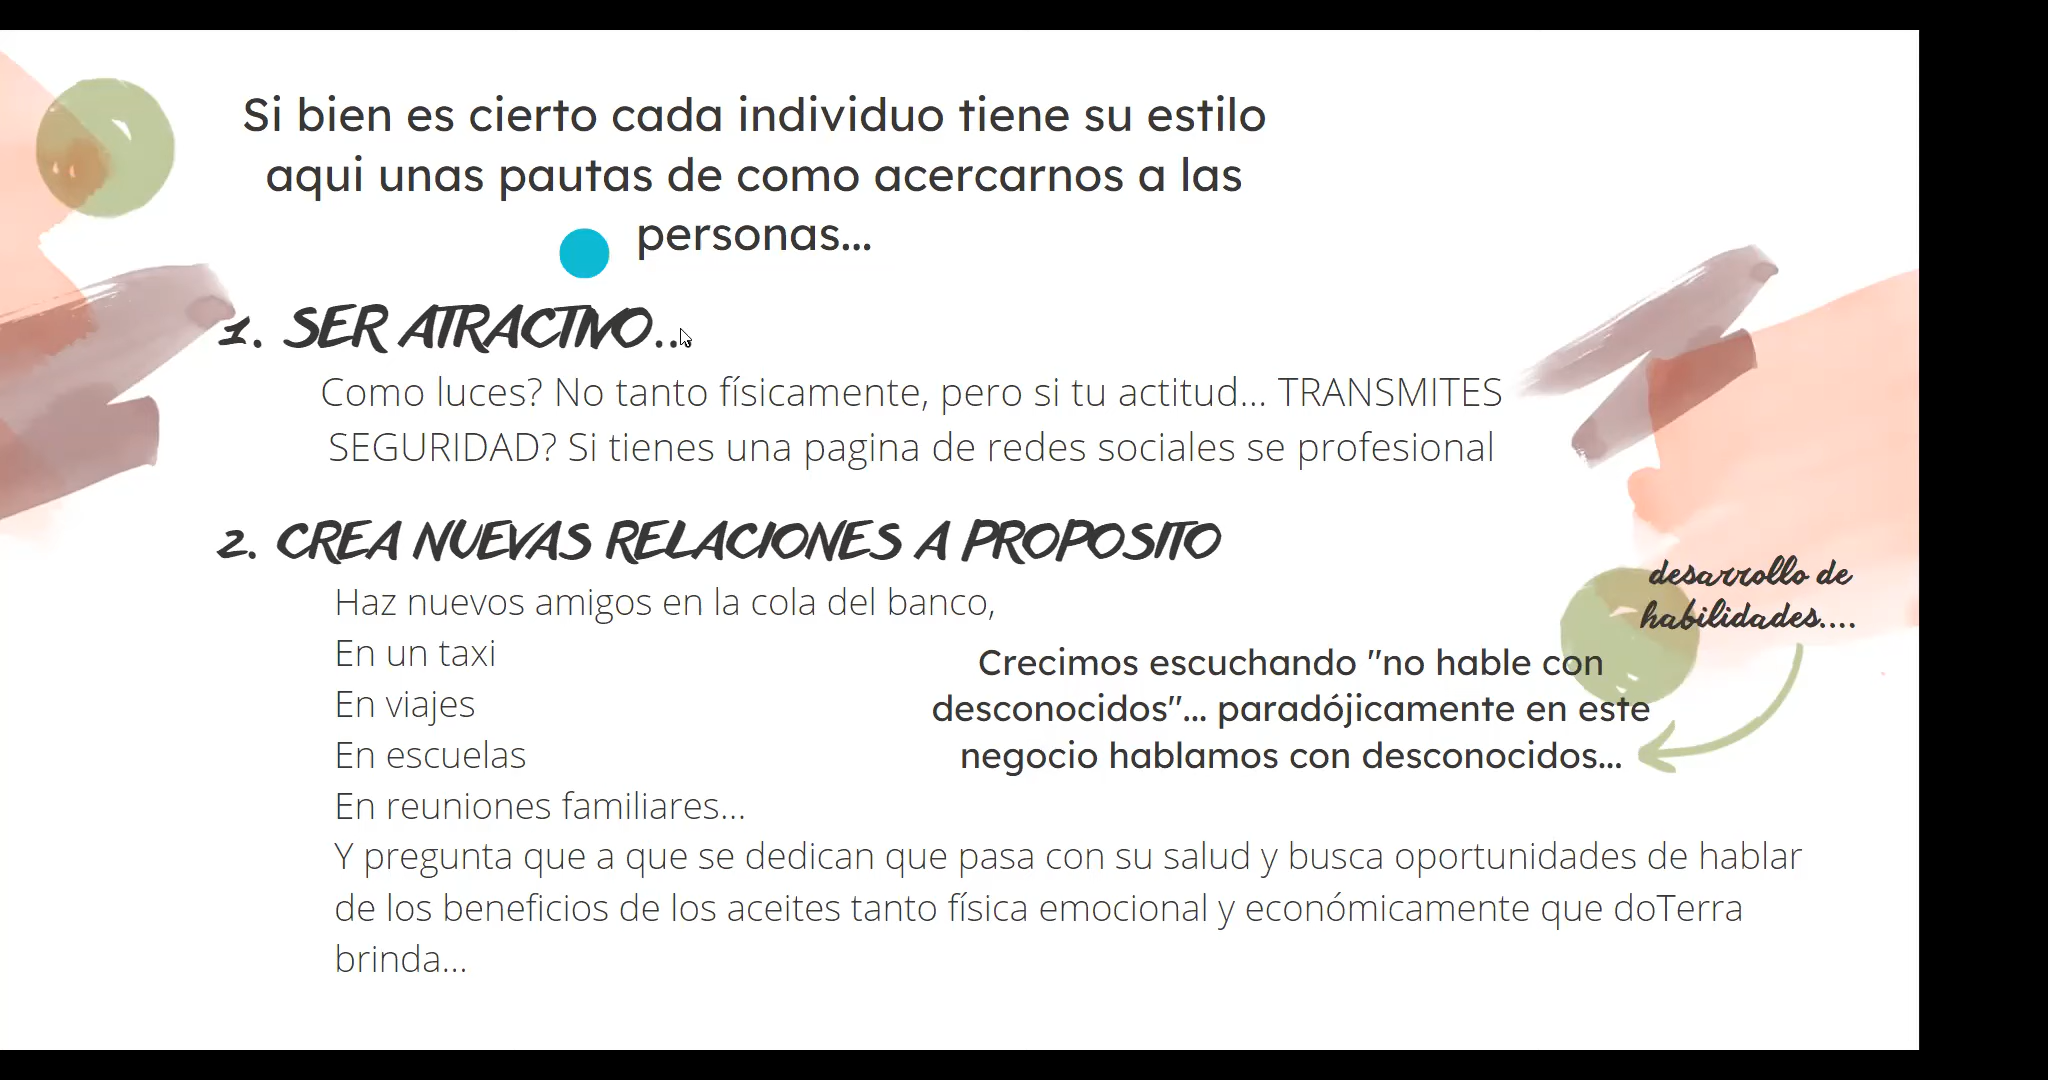 Si bien es cierto cada individuo tiene su estilo
aqui unas pautas de como acercarnos a las
personas...
1. SER ATRACTIVO...
Como luces? No tanto físicamente, pero si tu actitud... TRANSMITES
SEGURIDAD? Si tienes una pagina de redes sociales se profesional
2. CREA NUEVAS RELACIONES A PROPOSITO
Haz nuevos amigos en la cola del banco,
En un taxi
En viajes
En escuelas
En reuniones familiares...
Y pregunta que a que se dedican que pasa con su salud y busca oportunidades de hablar
de los beneficios de los aceites tanto física emocional y económicamente que doTerra
brinda...
desarrollo de
habilidades....
Crecimos escuchando "no hable con
desconocidos"... paradójicamente en este
negocio hablamos con desconocidos...